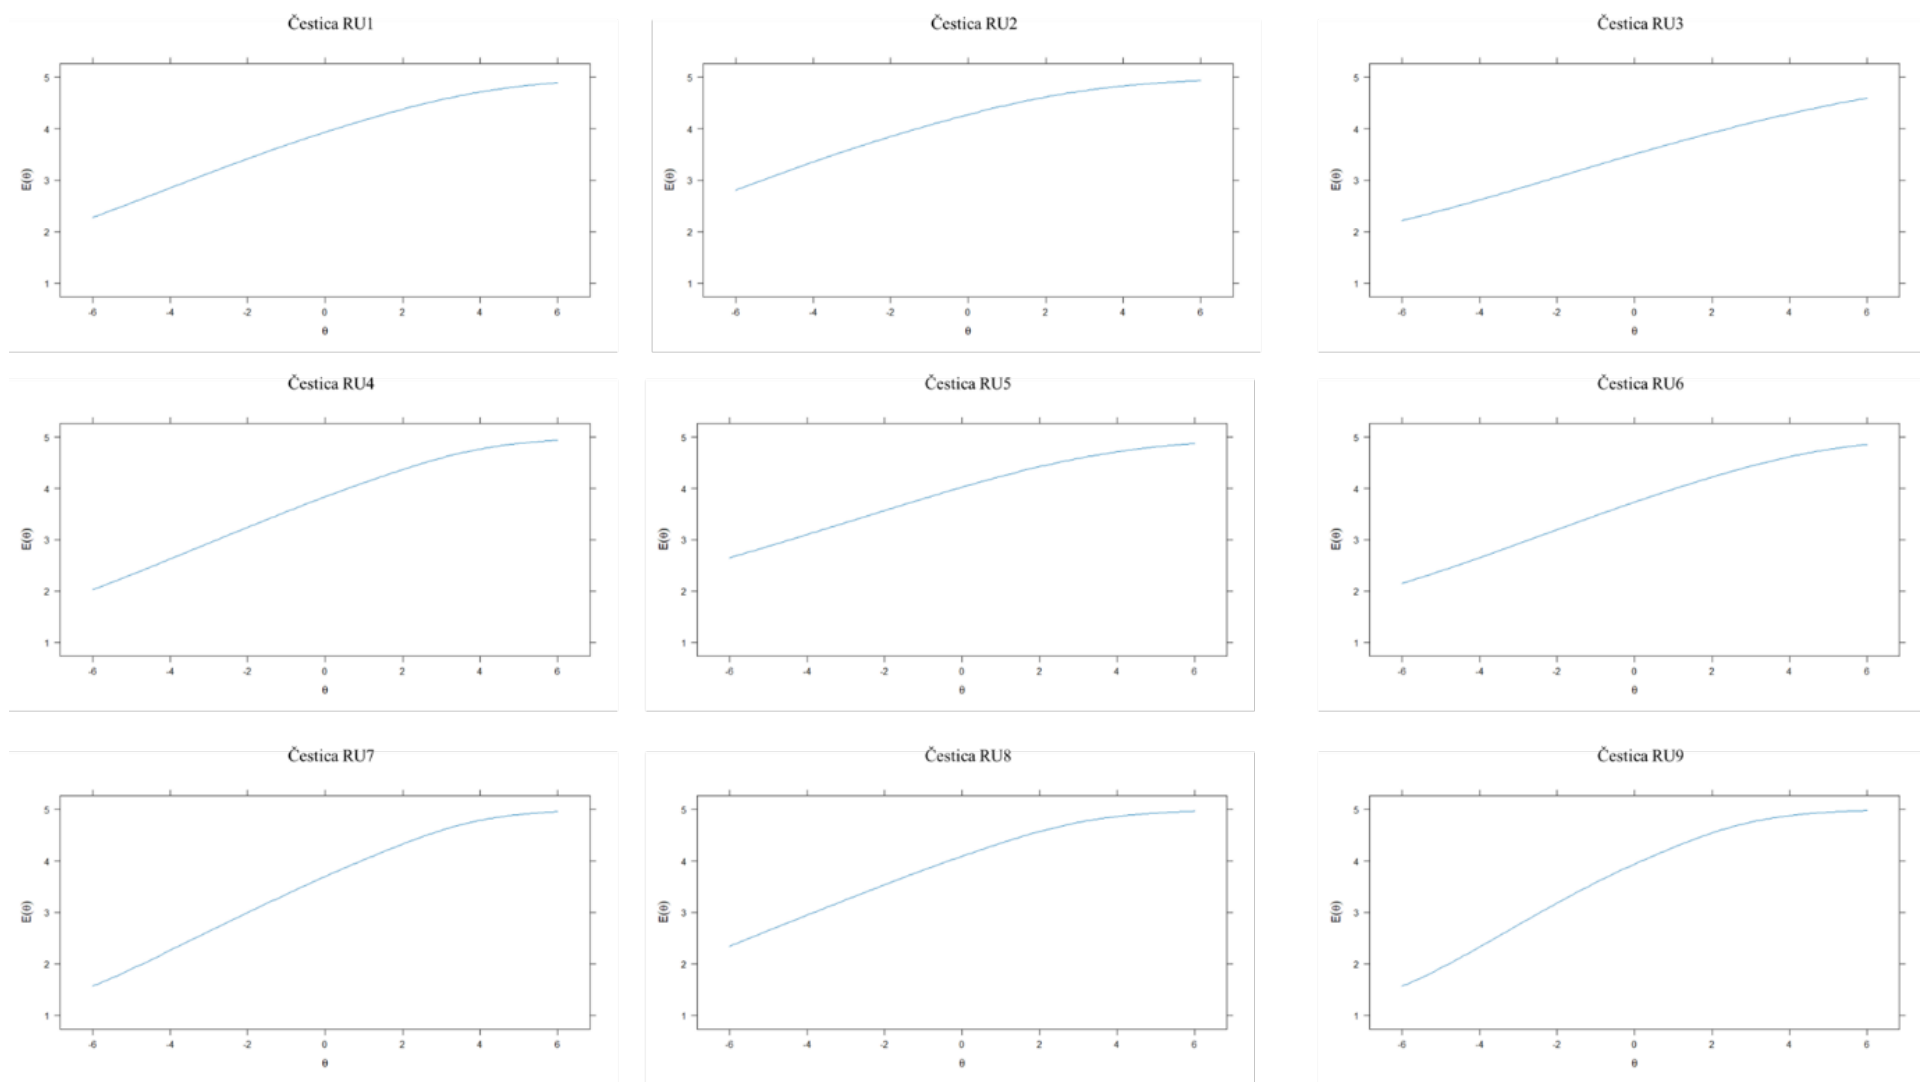 Čestica RU1
5
4
3
2
1
E(θ)
-6 -4 -2 0 2 4 6
θ
Čestica RU2
5
4
3
2
1
E(θ)
-6 -4 -2 0 2 4 6
θ
Čestica RU3
5
4
3
2
1
E(θ)
-6 -4 -2 0 2 4 6
θ
Čestica RU4
5
4
3
2
1
E(θ)
-6 -4 -2 0 2 4 6
θ
Čestica RU5
5
4
3
2
1
E(θ)
-6 -4 -2 0 2 4 6
θ
Čestica RU6
5
4
3
2
1
E(θ)
-6 -4 -2 0 2 4 6
θ
Čestica RU7
5
4
3
2
1
E(θ)
-6 -4 -2 0 2 4 6
θ
Čestica RU8
5
4
3
2
1
E(θ)
-6 -4 -2 0 2 4 6
θ
Čestica RU9
5
4
3
2
1
E(θ)
-6 -4 -2 0 2 4 6
θ